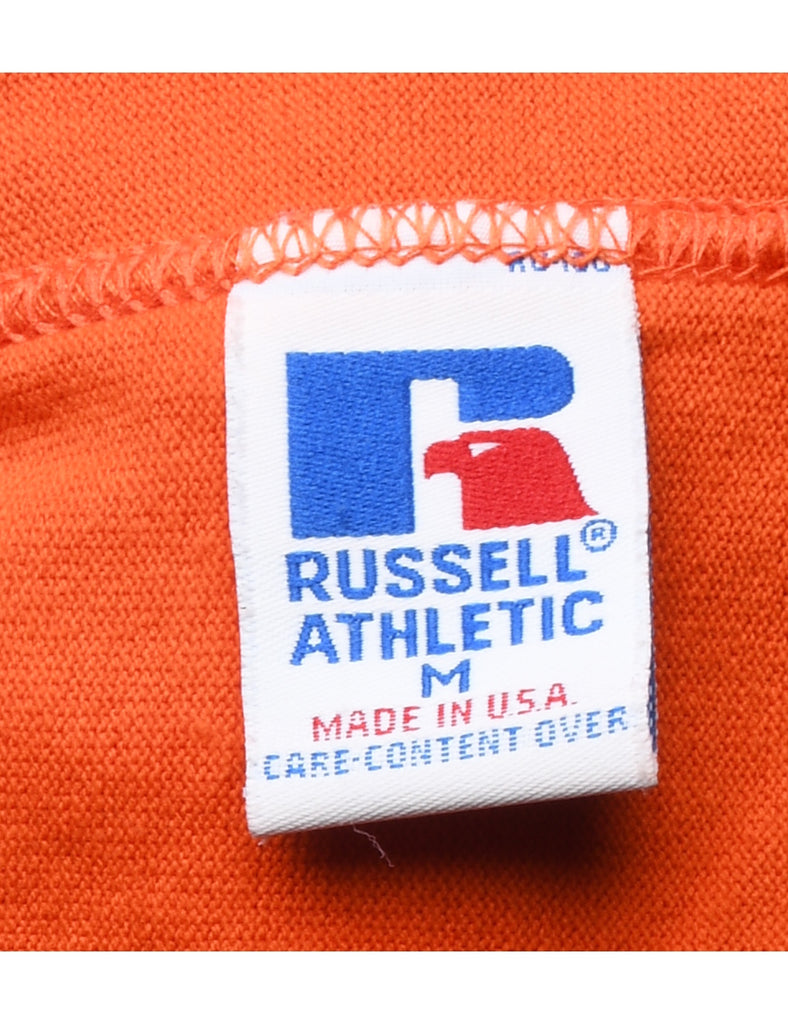 RUSSELL®
ATHLETIC
M
MADE IN U.S.A.
CARE-CONTENT OVER